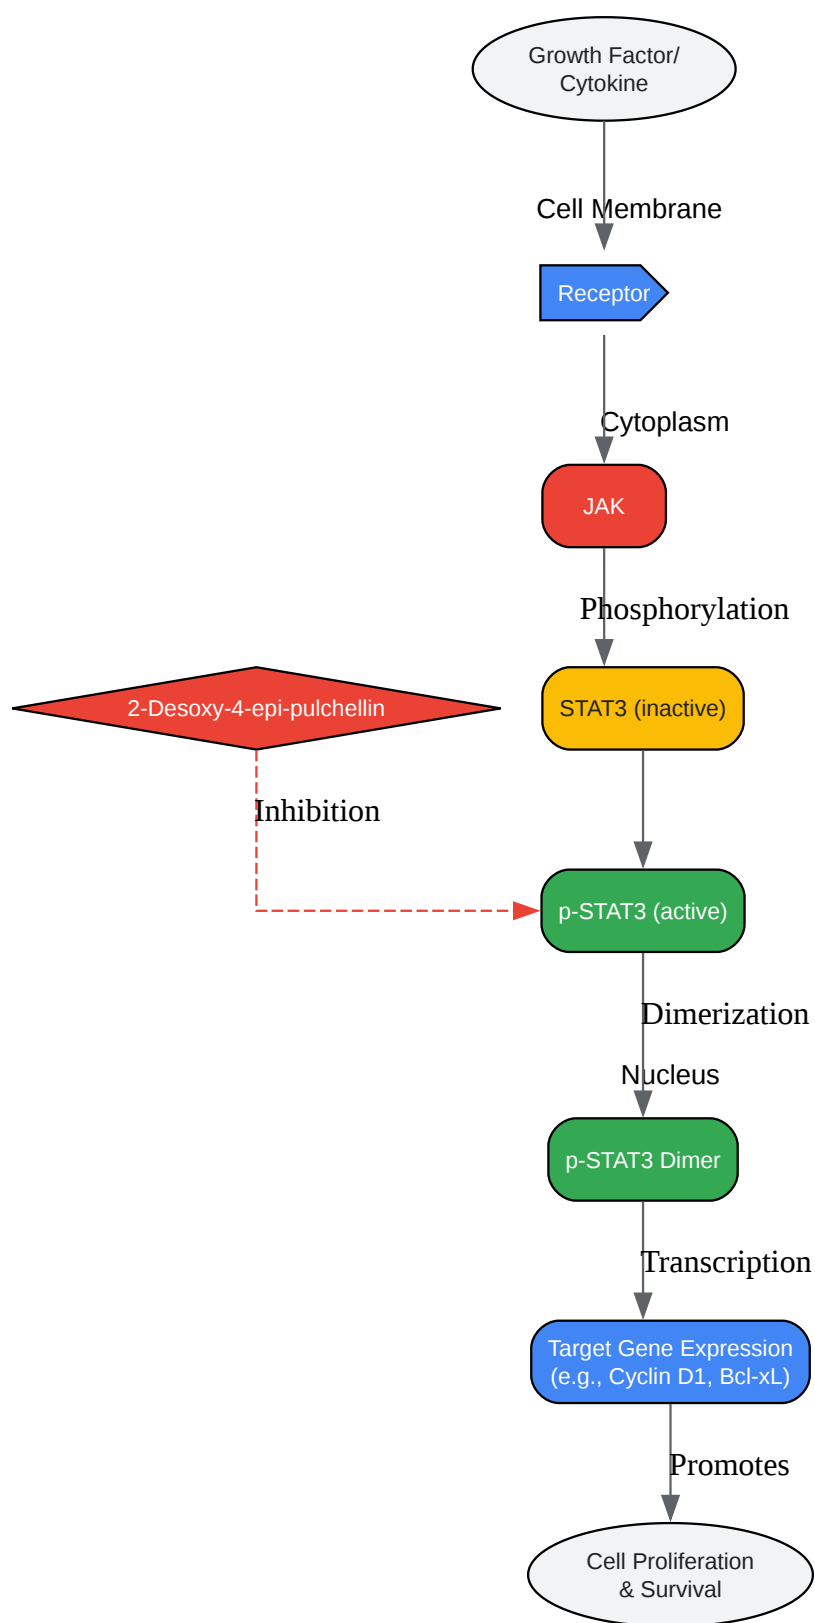 Growth Factor/
Cytokine
Cell Membrane
Receptor
Cytoplasm
JAK
Phosphorylation
2-Desoxy-4-epi-pulchellin
STAT3 (inactive)
Inhibition
p-STAT3 (active)
Dimerization
Nucleus
p-STAT3 Dimer
Transcription
Target Gene Expression
(e.g., Cyclin D1, Bcl-xL)
Promotes
Cell Proliferation
& Survival